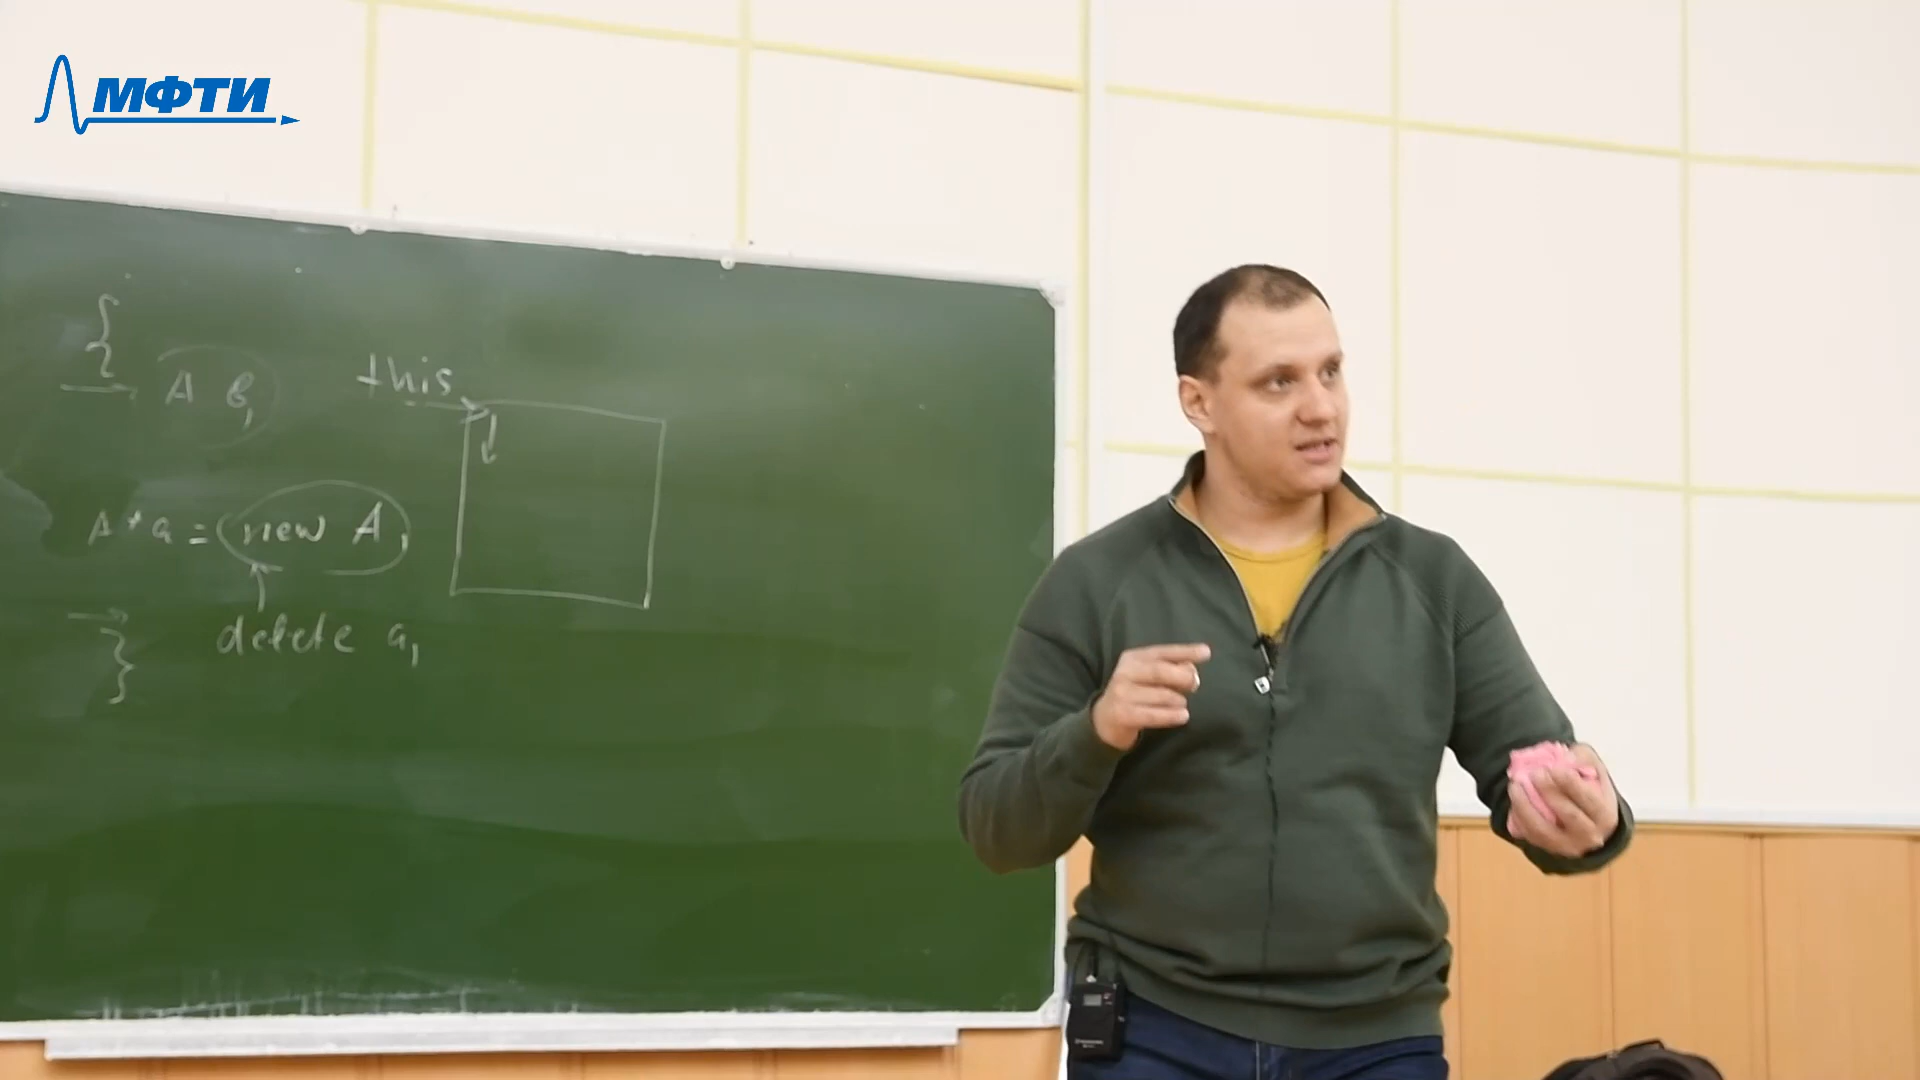 МФТИ
{
A b;
this
A *a = new A;
delete a;
}